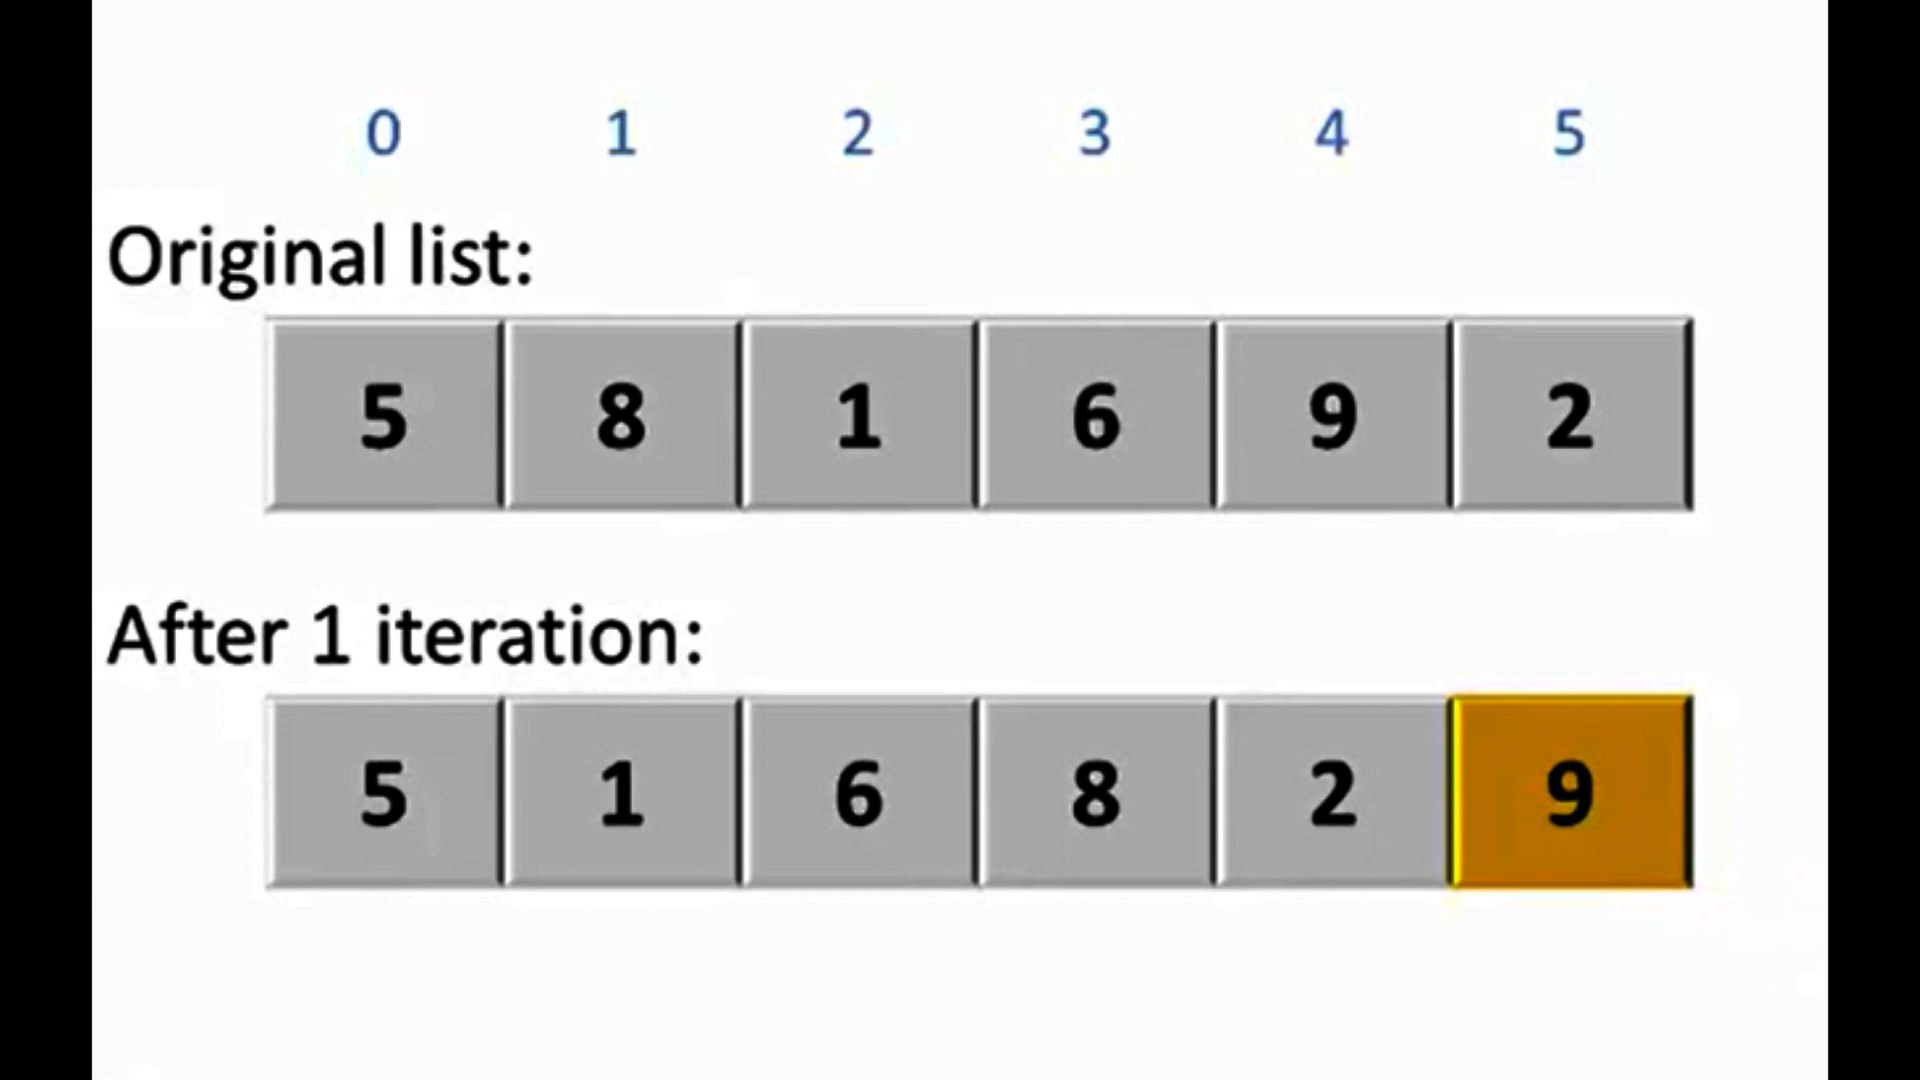 0 1 2 3 4 5
Original list:
5 8 1 6 9 2
After 1 iteration:
5 1 6 8 2 9